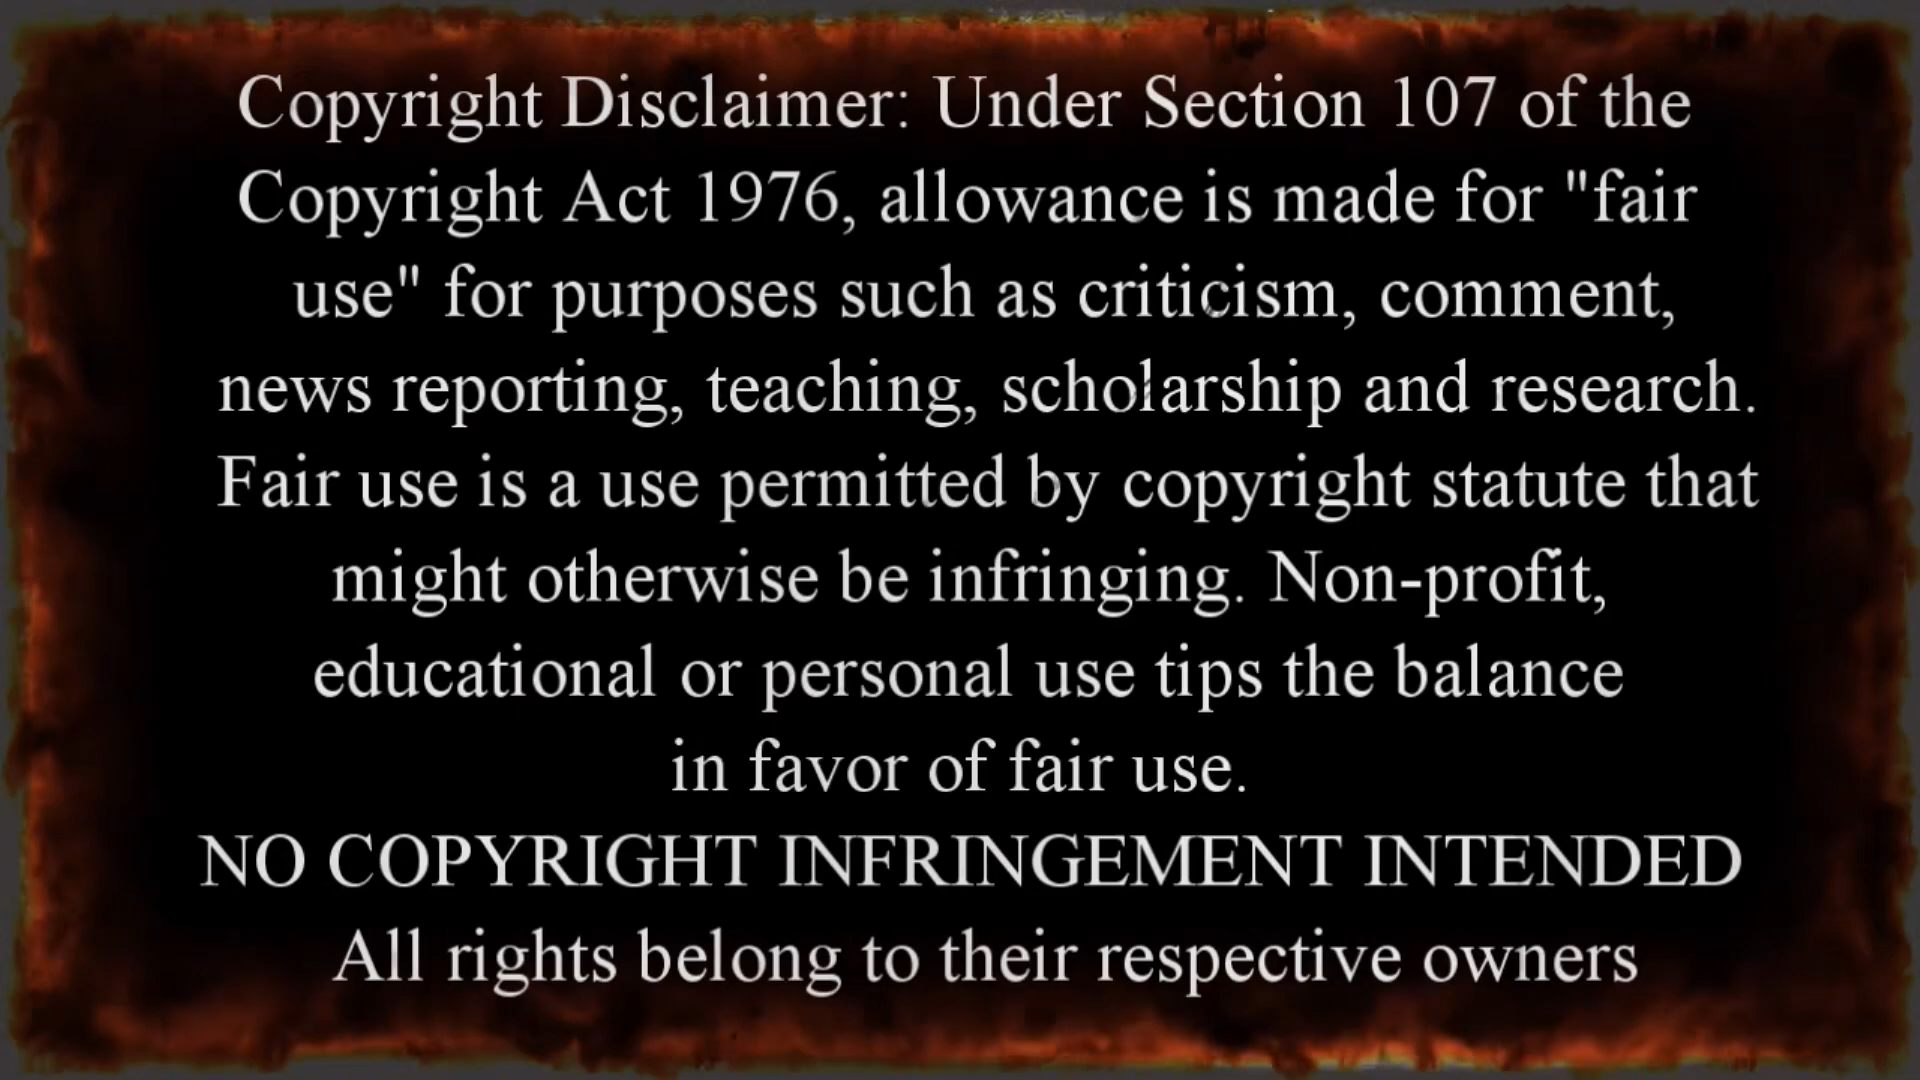 Copyright Disclaimer: Under Section 107 of the
Copyright Act 1976, allowance is made for "fair
use" for purposes such as criticism, comment,
news reporting, teaching, scholarship and research.
Fair use is a use permitted by copyright statute that
might otherwise be infringing. Non-profit,
educational or personal use tips the balance
in favor of fair use.
NO COPYRIGHT INFRINGEMENT INTENDED
All rights belong to their respective owners